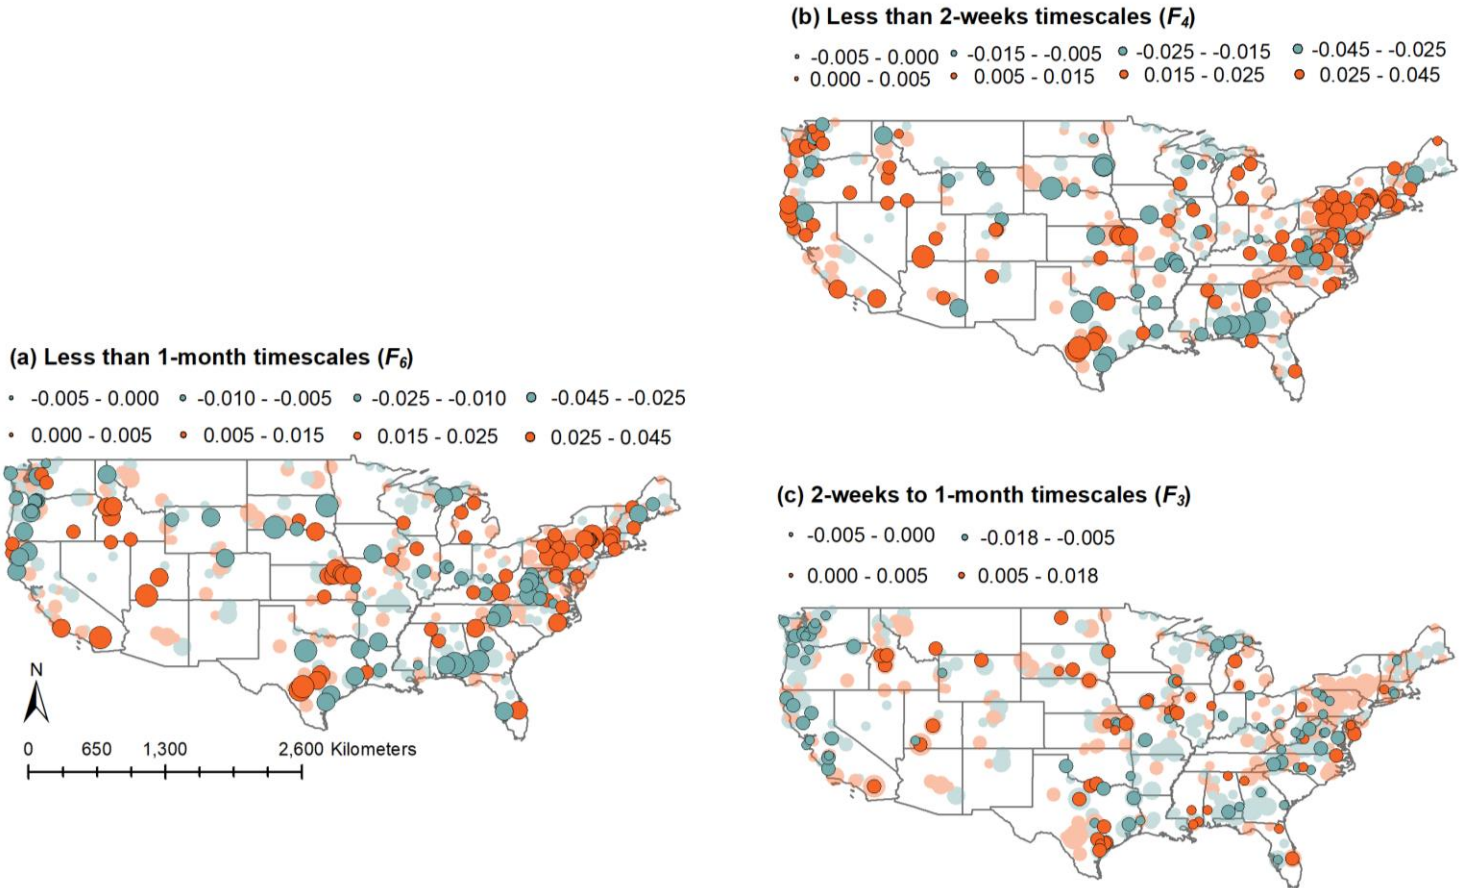 (b) Less than 2-weeks timescales (F4)
-0.005 - 0.000 -0.015 - -0.005 -0.025 - -0.015 -0.045 - -0.025
0.000 - 0.005 0.005 - 0.015 0.015 - 0.025 0.025 - 0.045
(a) Less than 1-month timescales (F6)
-0.005 - 0.000 -0.010 - -0.005 -0.025 - -0.010 -0.045 - -0.025
0.000 - 0.005 0.005 - 0.015 0.015 - 0.025 0.025 - 0.045
N
0 650 1,300 2,600 Kilometers
(c) 2-weeks to 1-month timescales (F3)
-0.005 - 0.000 -0.018 - -0.005
0.000 - 0.005 0.005 - 0.018